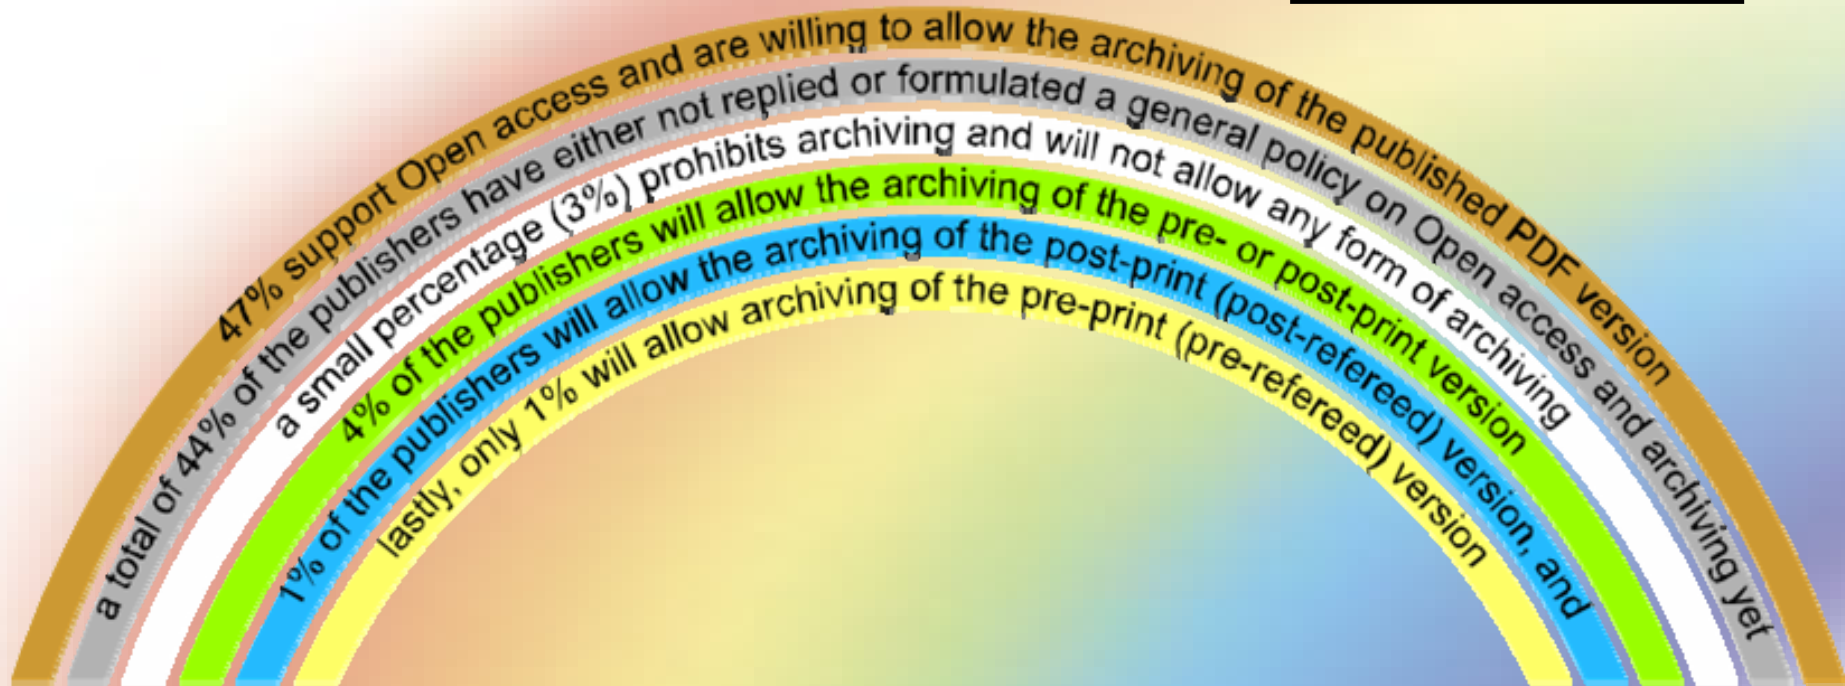 47% support Open access and are willing to allow the archiving of the published PDF version
a total of 44% of the publishers have either not replied or formulated a general policy on Open access and archiving yet
a small percentage (3%) prohibits archiving and will not allow any form of archiving
4% of the publishers will allow the archiving of the pre- or post-print version
1% of the publishers will allow the archiving of the post-print (post-refereed) version, and
lastly, only 1% will allow archiving of the pre-print (pre-refereed) version